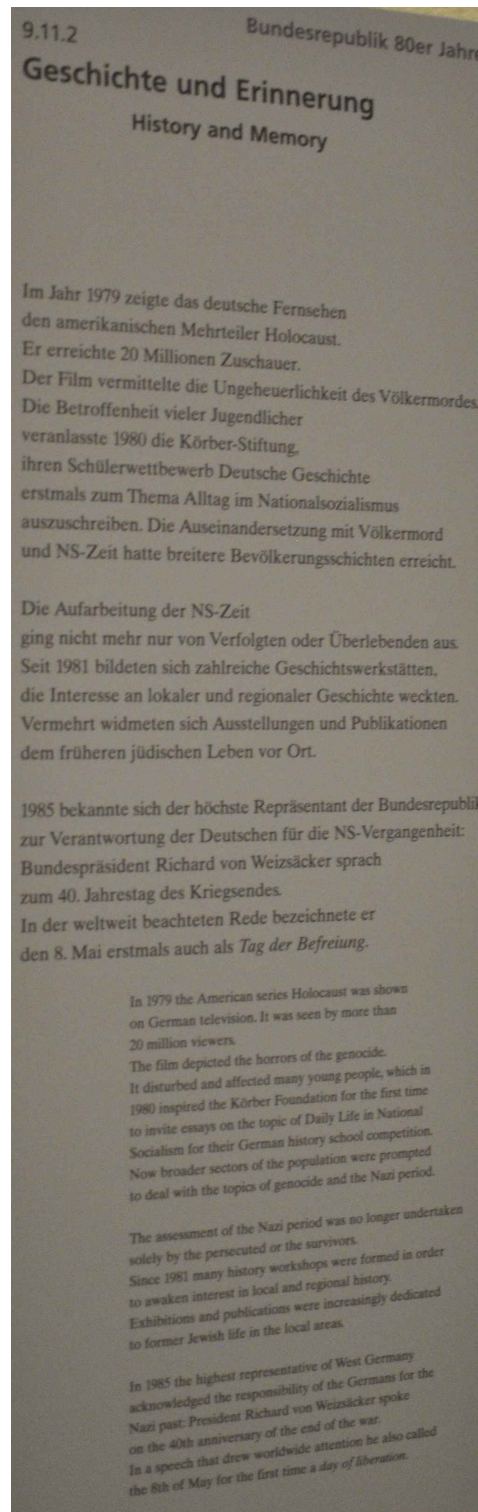 9.11.2
Bundesrepublik 80er Jahre
Geschichte und Erinnerung
History and Memory
Im Jahr 1979 zeigte das deutsche Fernsehen
den amerikanischen Mehrteiler Holocaust.
Er erreichte 20 Millionen Zuschauer.
Der Film vermittelte die Ungeheuerlichkeit des Völkermordes.
Die Betroffenheit vieler Jugendlicher
veranlasste 1980 die Körber-Stiftung,
ihren Schülerwettbewerb Deutsche Geschichte
erstmals zum Thema Alltag im Nationalsozialismus
auszuschreiben. Die Auseinandersetzung mit Völkermord
und NS-Zeit hatte breitere Bevölkerungsschichten erreicht.
Die Aufarbeitung der NS-Zeit
ging nicht mehr nur von Verfolgten oder Überlebenden aus.
Seit 1981 bildeten sich zahlreiche Geschichtswerkstätten,
die Interesse an lokaler und regionaler Geschichte weckten.
Vermehrt widmeten sich Ausstellungen und Publikationen
dem früheren jüdischen Leben vor Ort.
1985 bekannte sich der höchste Repräsentant der Bundesrepublik
zur Verantwortung der Deutschen für die NS-Vergangenheit:
Bundespräsident Richard von Weizsäcker sprach
zum 40. Jahrestag des Kriegsendes.
In der weltweit beachteten Rede bezeichnete er
den 8. Mai erstmals auch als Tag der Befreiung.
In 1979 the American series Holocaust was shown
on German television. It was seen by more than
20 million viewers.
The film depicted the horrors of the genocide.
It disturbed and affected many young people, which in
1980 inspired the Körber Foundation for the first time
to invite essays on the topic of Daily Life in National
Socialism for their German history school competition.
Now broader sectors of the population were prompted
to deal with the topics of genocide and the Nazi period.
The assessment of the Nazi period was no longer undertaken
solely by the persecuted or the survivors.
Since 1981 many history workshops were formed in order
to awaken interest in local and regional history.
Exhibitions and publications were increasingly dedicated
to former Jewish life in the local areas.
In 1985 the highest representative of West Germany
acknowledged the responsibility of the Germans for the
Nazi past: President Richard von Weizsäcker spoke
on the 40th anniversary of the end of the war.
In a speech that drew worldwide attention he also called
the 8th of May for the first time a day of liberation.